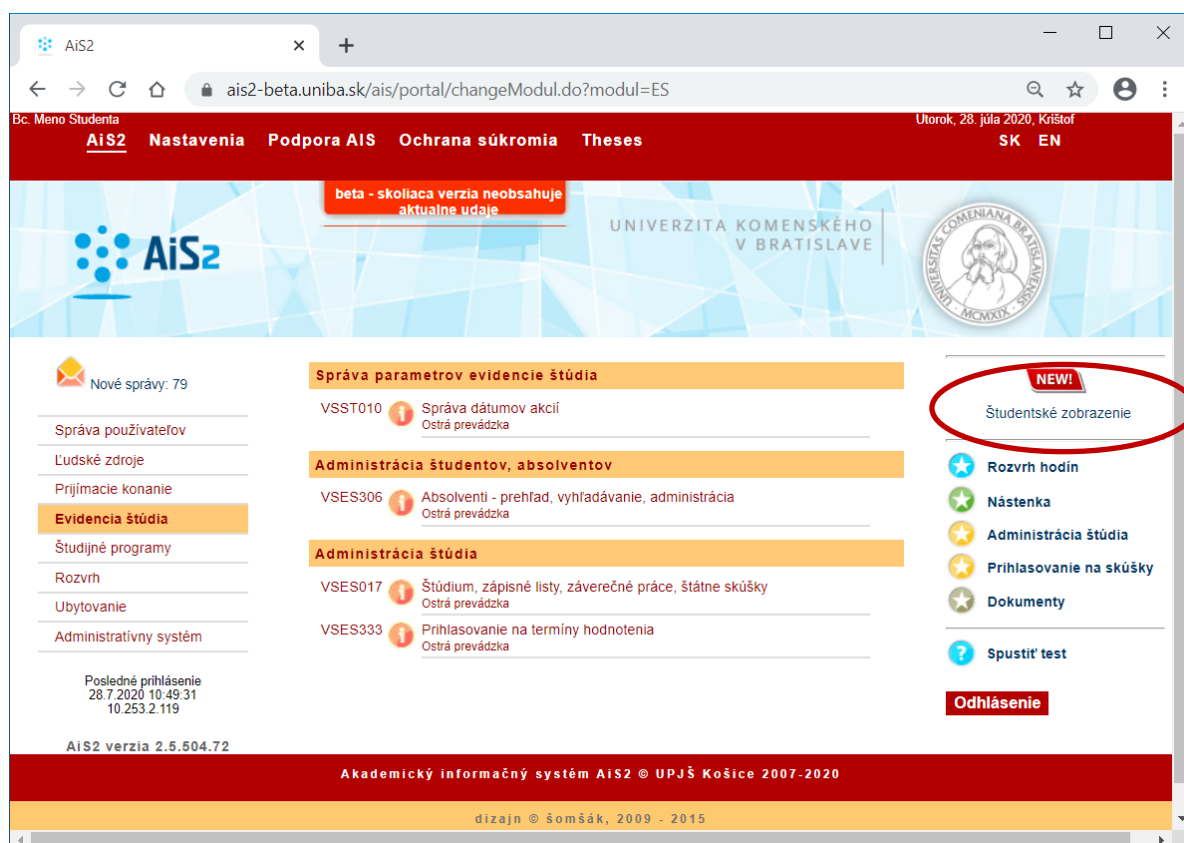 AiS2
ais2-beta.uniba.sk/ais/portal/changeModul.do?modul=ES
Bc. Meno Studenta
Utorok, 28. júla 2020, Krištof
AiS2 Nastavenia Podpora AIS Ochrana súkromia Theses
SK EN
beta - skoliaca verzia neobsahuje
aktualne udaje
AiS2
UNIVERZITA KOMENSKÉHO
V BRATISLAVE
UNIVERSITAS COMENIANA BRATISLAVENSIS
MCMXIX
Nové správy: 79
Správa používateľov
Ľudské zdroje
Prijímacie konanie
Evidencia štúdia
Študijné programy
Rozvrh
Ubytovanie
Administratívny systém
Posledné prihlásenie
28.7.2020 10:49:31
10.253.2.119
AiS2 verzia 2.5.504.72
Správa parametrov evidencie štúdia
VSST010 Správa dátumov akcií
Ostrá prevádzka
Administrácia študentov, absolventov
VSES306 Absolventi - prehľad, vyhľadávanie, administrácia
Ostrá prevádzka
Administrácia štúdia
VSES017 Štúdium, zápisné listy, záverečné práce, štátne skúšky
Ostrá prevádzka
VSES333 Prihlasovanie na termíny hodnotenia
Ostrá prevádzka
NEW!
Študentské zobrazenie
Rozvrh hodín
Nástenka
Administrácia štúdia
Prihlasovanie na skúšky
Dokumenty
Spustiť test
Odhlásenie
Akademický informačný systém AiS2 © UPJŠ Košice 2007-2020
dizajn © šomšák, 2009 - 2015